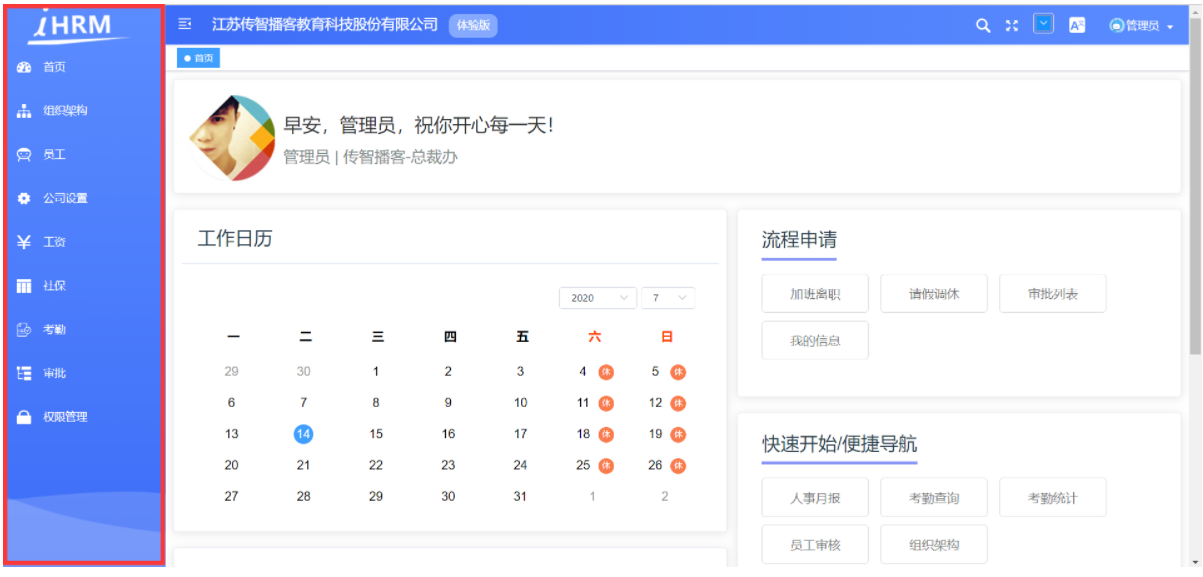 iHRM
首页
组织架构
员工
公司设置
工资
社保
考勤
审批
权限管理
江苏传智播客教育科技股份有限公司 体验版
管理员
首页
早安，管理员，祝你开心每一天！
管理员 | 传智播客-总裁办
工作日历
2020 7
一 二 三 四 五 六 日
29 30 1 2 3 4 休 5 休
6 7 8 9 10 11 休 12 休
13 14 15 16 17 18 休 19 休
20 21 22 23 24 25 休 26 休
27 28 29 30 31 1 2
流程申请
加班离职 请假调休 审批列表
我的信息
快速开始/便捷导航
人事月报 考勤查询 考勤统计
员工审核 组织架构